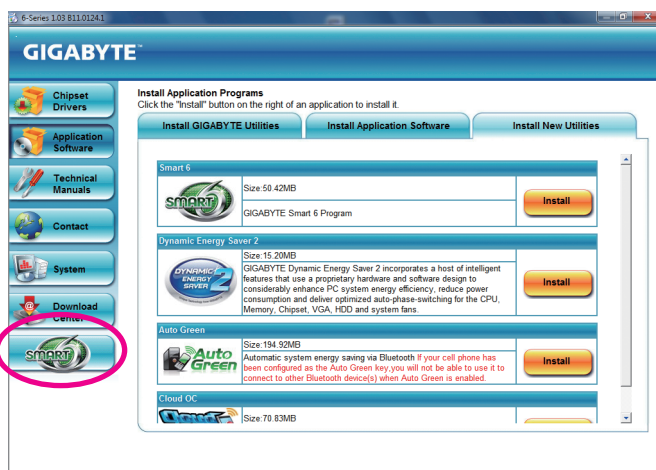 6-Series 1.03 B11.0124.1
GIGABYTE™
Chipset
Drivers
Application
Software
Technical
Manuals
Contact
System
Download
Center
SMART6
Install Application Programs
Click the "Install" button on the right of an application to install it.
Install GIGABYTE Utilities
Install Application Software
Install New Utilities
Smart 6
SMART6
Size:50.42MB
GIGABYTE Smart 6 Program
Install
Dynamic Energy Saver 2
DYNAMIC
ENERGY
SAVER 2
Size:15.20MB
GIGABYTE Dynamic Energy Saver 2 incorporates a host of intelligent
features that use a proprietary hardware and software design to
considerably enhance PC system energy efficiency, reduce power
consumption and deliver optimized auto-phase-switching for the CPU,
Memory, Chipset, VGA, HDD and system fans.
Install
Auto Green
Auto
Green
Size:194.92MB
Automatic system energy saving via Bluetooth If your cell phone has
been configured as the Auto Green key,you will not be able to use it to
connect to other Bluetooth device(s) when Auto Green is enabled.
Install
Cloud OC
Size:70.83MB